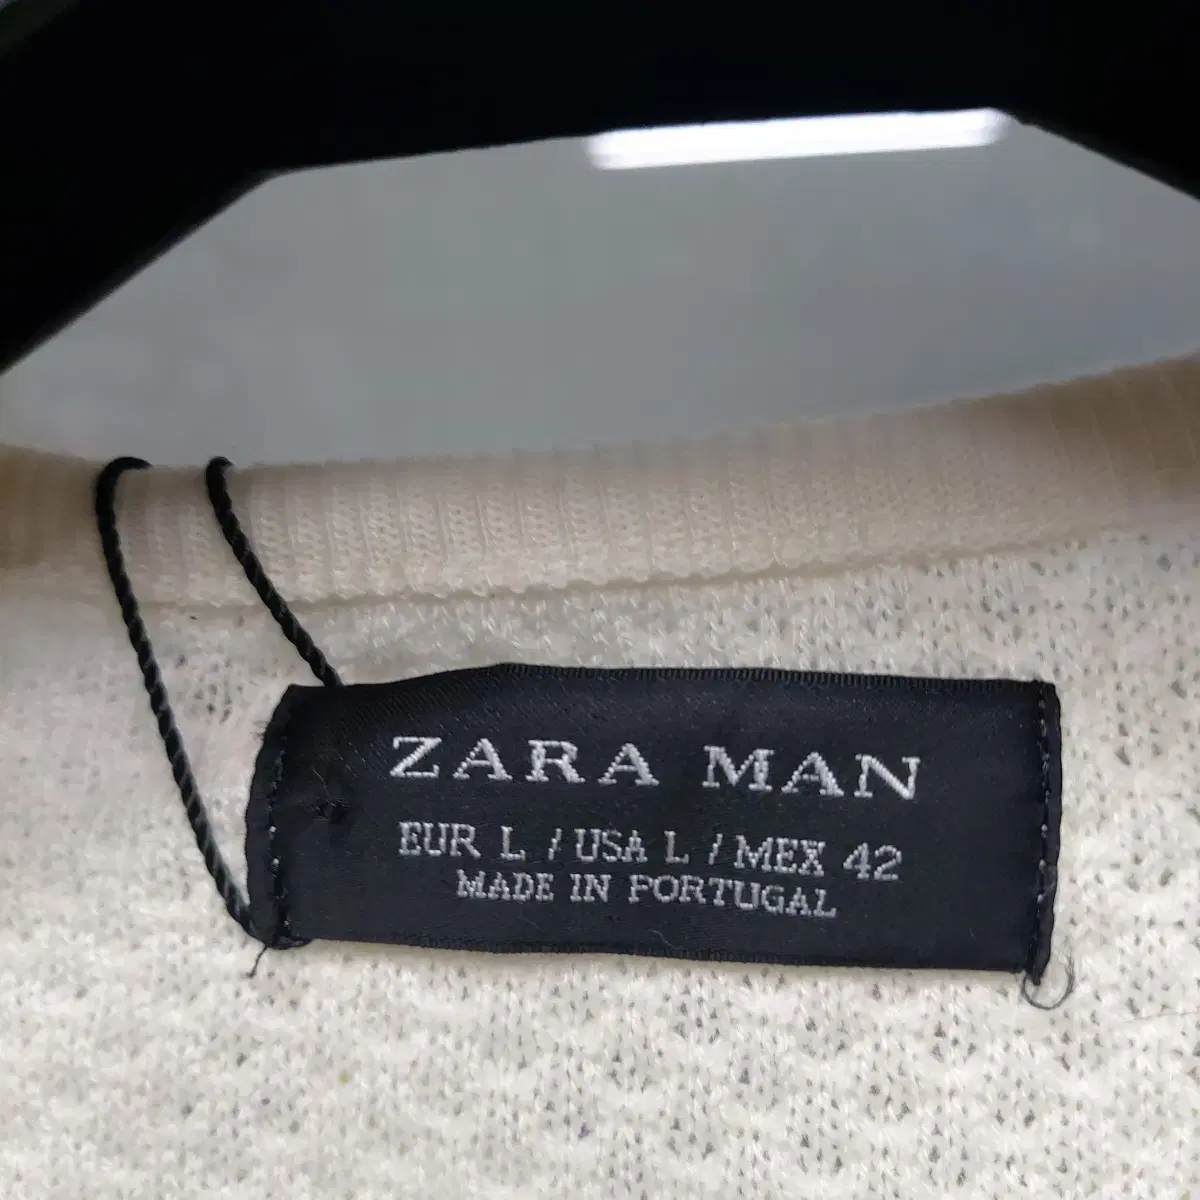 ZARA MAN
EUR L / USA L / MEX 42
MADE IN PORTUGAL